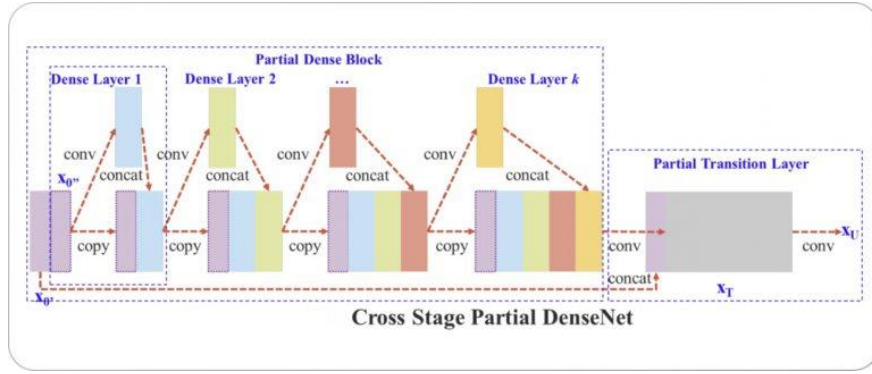 Partial Dense Block
Dense Layer 1
Dense Layer 2
...
Dense Layer k
conv
conv
conv
conv
concat
concat
concat
concat
Partial Transition Layer
x0''
copy
copy
copy
copy
conv
conv
xU
x0'
concat
xT
Cross Stage Partial DenseNet